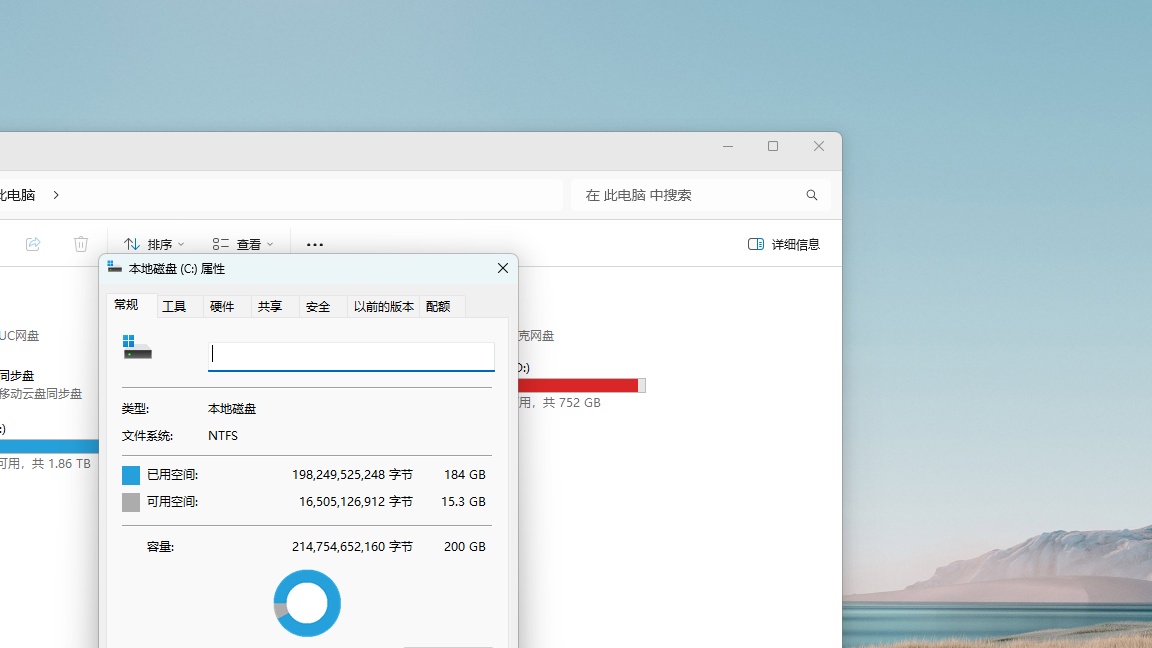 此电脑
在 此电脑 中搜索
排序
查看
详细信息
本地磁盘 (C:) 属性
常规
工具
硬件
共享
安全
以前的版本
配额
UC网盘
同步盘
移动云盘同步盘
:)
可用，共 1.86 TB
壳网盘
D:)
用，共 752 GB
类型:
本地磁盘
文件系统:
NTFS
已用空间: 198,249,525,248 字节 184 GB
可用空间: 16,505,126,912 字节 15.3 GB
容量: 214,754,652,160 字节 200 GB